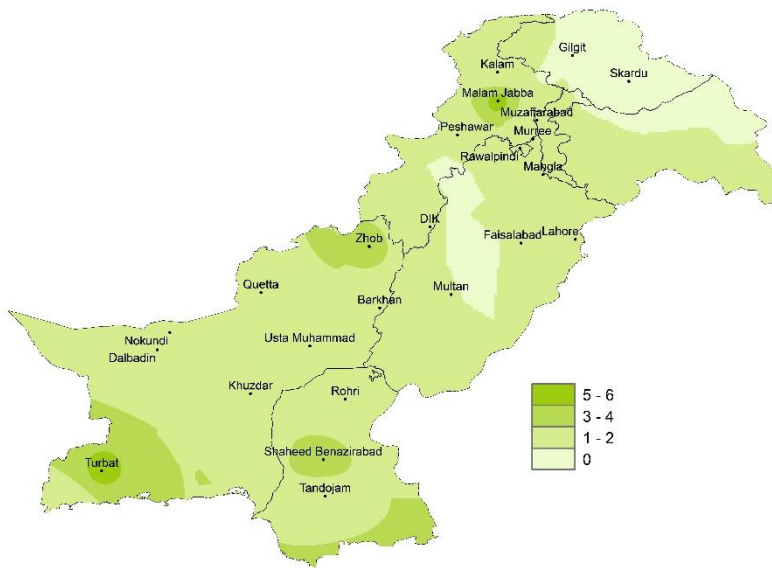 Gilgit
Kalam
Skardu
Malam Jabba
Muzaffarabad
Peshawar
Murree
Rawalpindi
Mangla
DIK
Zhob
Faisalabad
Lahore
Quetta
Multan
Barkhan
Nokundi
Usta Muhammad
Dalbadin
Khuzdar
Rohri
5 - 6
3 - 4
1 - 2
0
Shaheed Benazirabad
Turbat
Tandojam